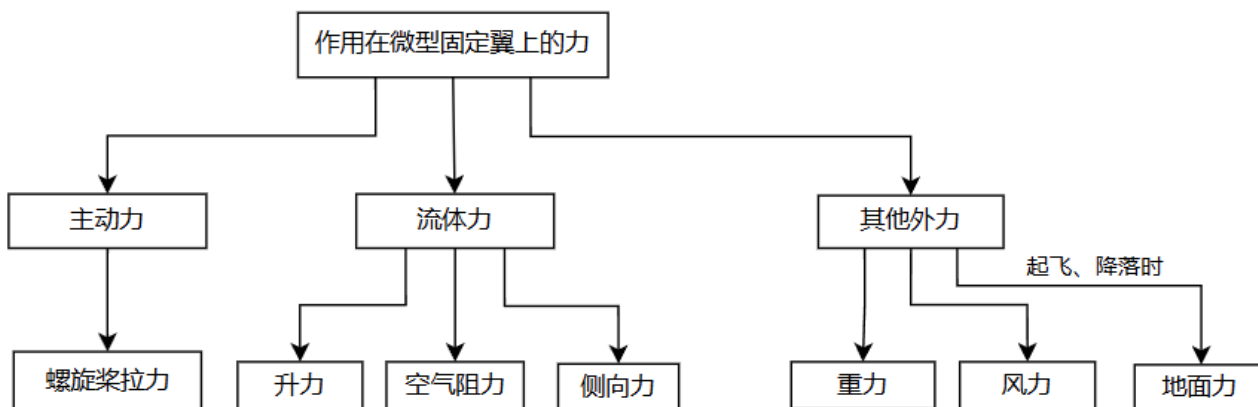 作用在微型固定翼上的力
主动力
流体力
其他外力
起飞、降落时
螺旋桨拉力
升力
空气阻力
侧向力
重力
风力
地面力